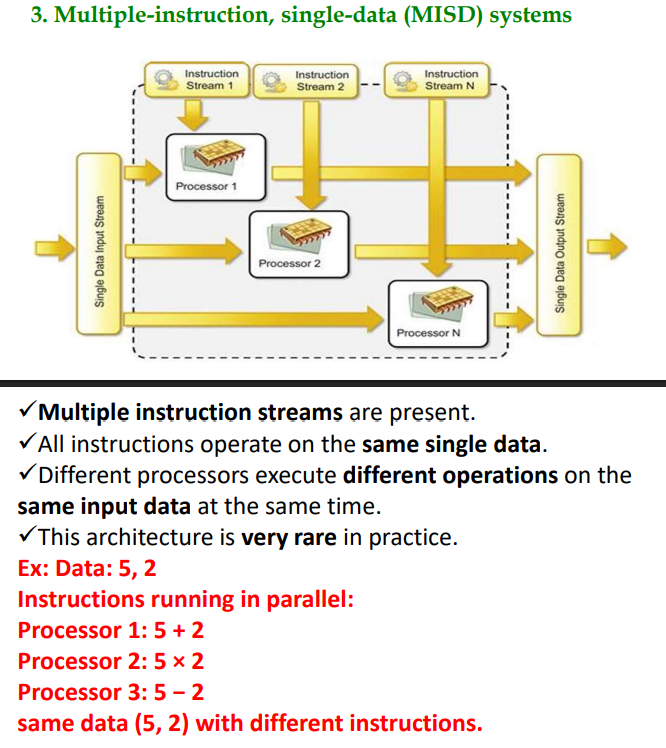 3. Multiple-instruction, single-data (MISD) systems
Instruction
Stream 1
Instruction
Stream 2
Instruction
Stream N
Single Data Input Stream
Processor 1
Processor 2
Processor N
Single Data Output Stream
✓Multiple instruction streams are present.
✓All instructions operate on the same single data.
✓Different processors execute different operations on the
same input data at the same time.
✓This architecture is very rare in practice.
Ex: Data: 5, 2
Instructions running in parallel:
Processor 1: 5 + 2
Processor 2: 5 × 2
Processor 3: 5 − 2
same data (5, 2) with different instructions.